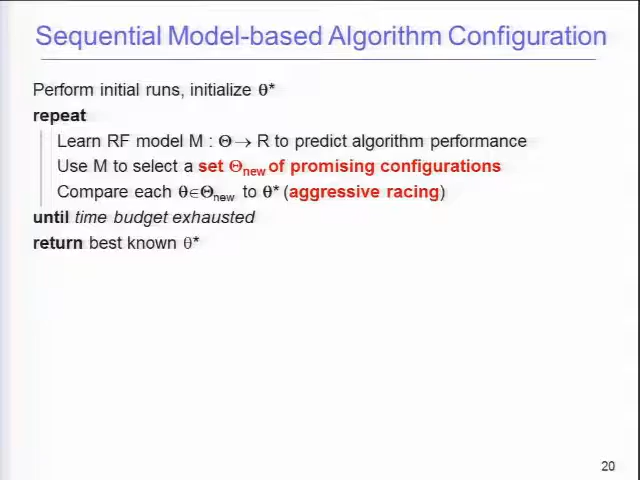 Sequential Model-based Algorithm Configuration
Perform initial runs, initialize θ*
repeat
Learn RF model M : Θ → R to predict algorithm performance
Use M to select a set Θnew of promising configurations
Compare each θ∈Θnew to θ* (aggressive racing)
until time budget exhausted
return best known θ*
20